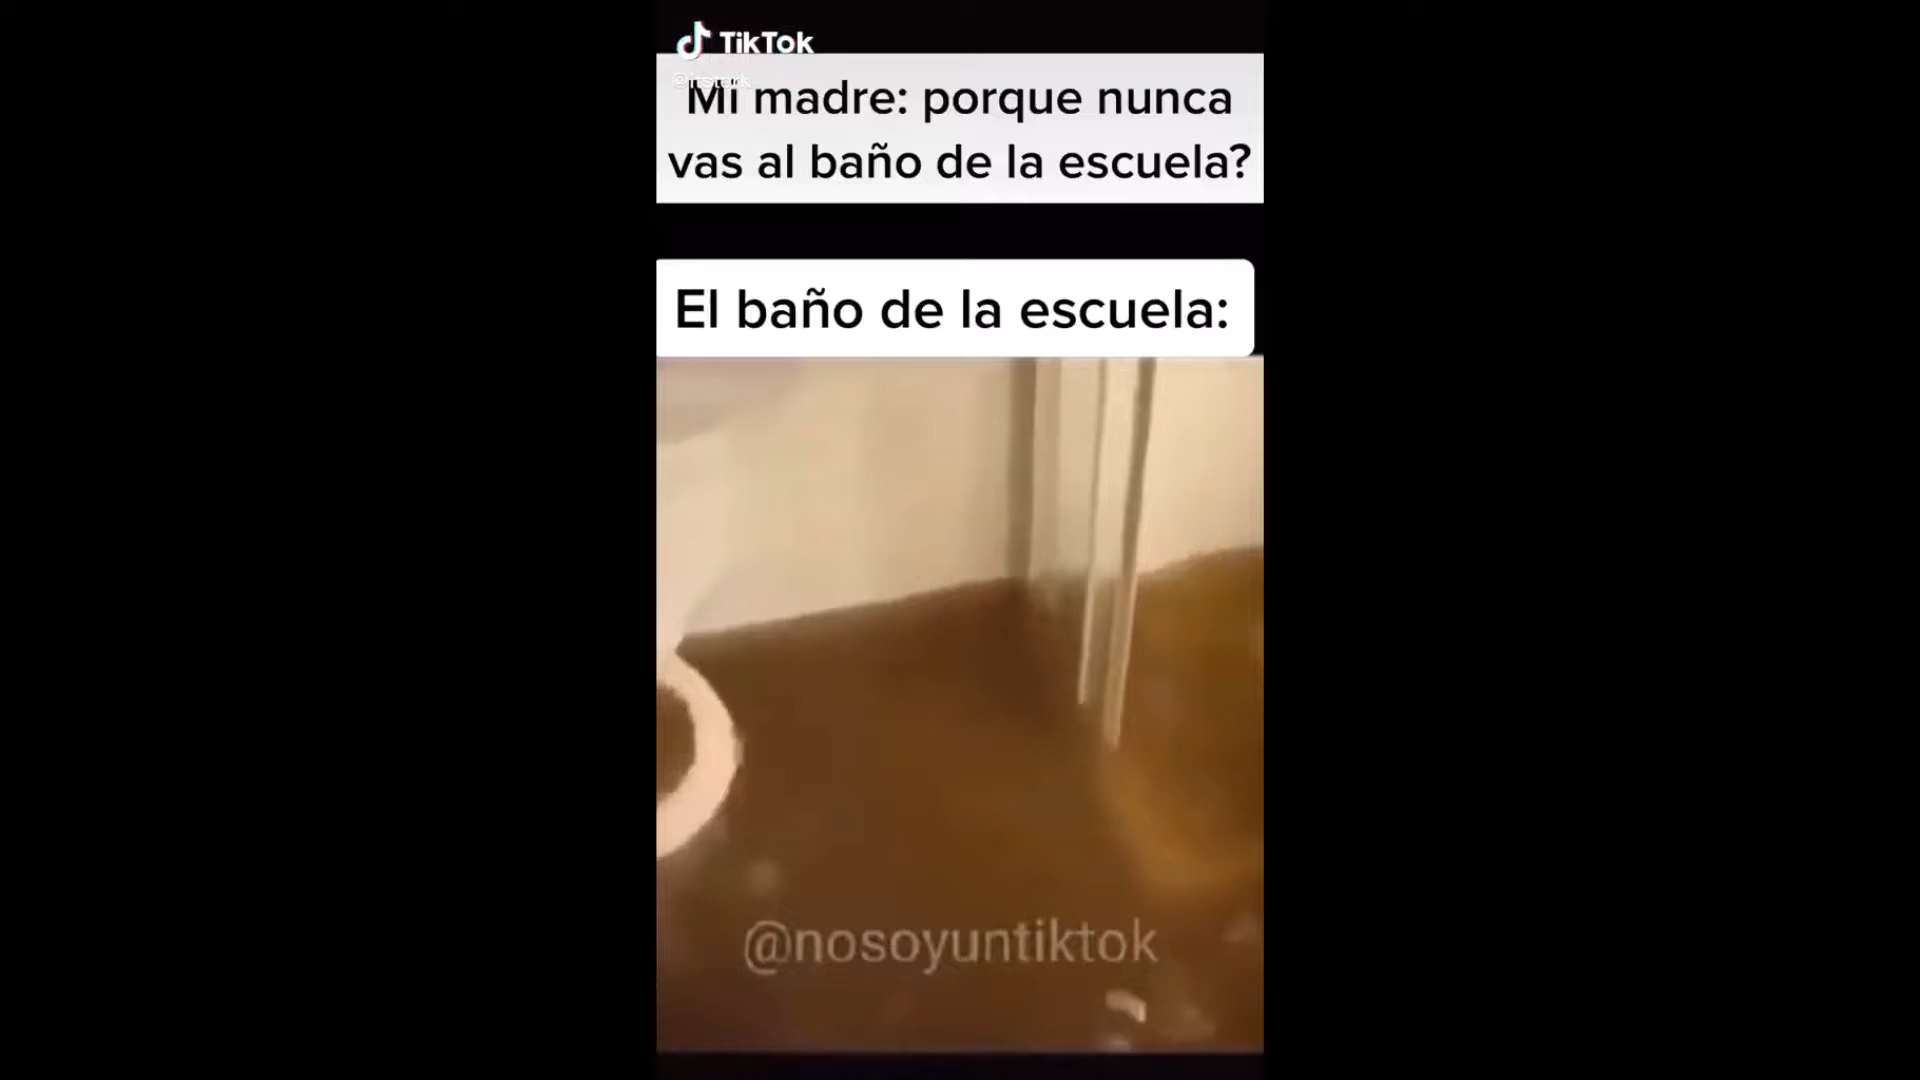 TikTok
Mi madre: porque nunca
vas al baño de la escuela?
El baño de la escuela:
@nosoyuntiktok